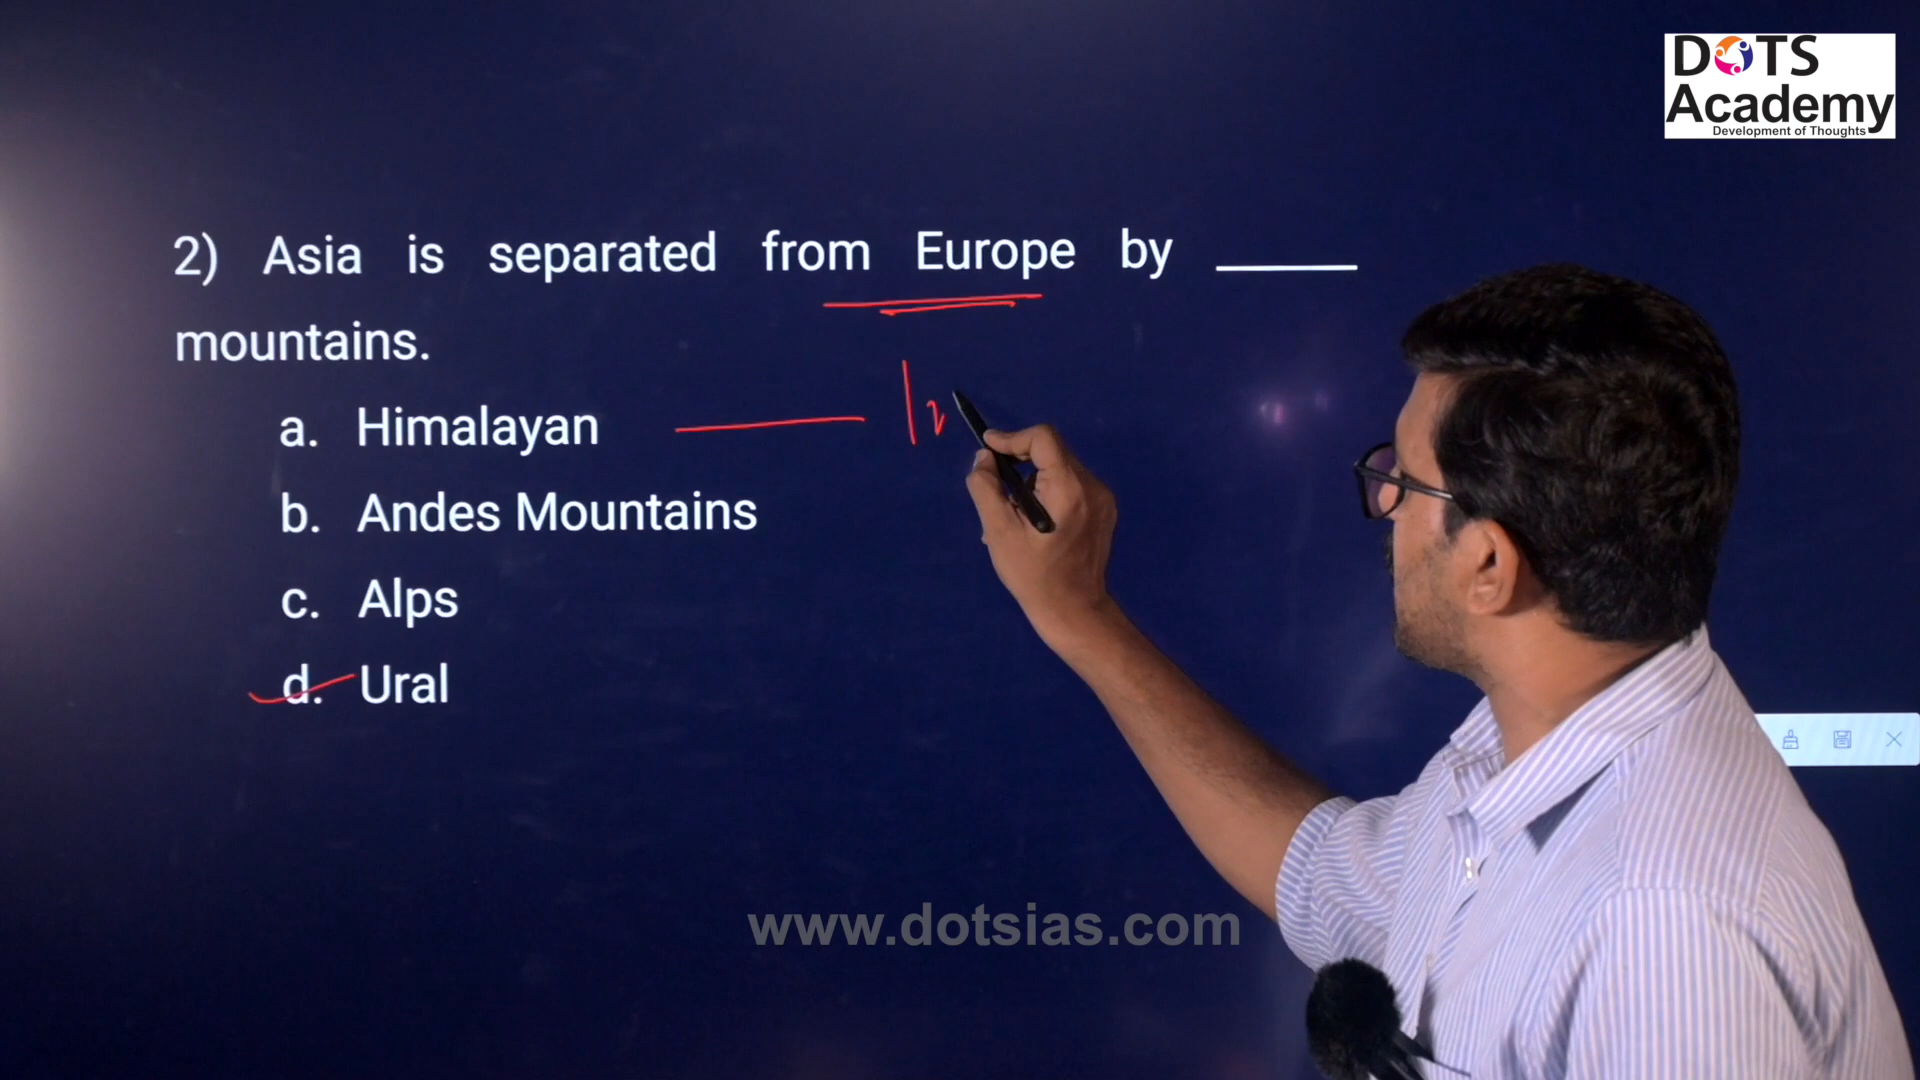 DOTS
Academy
Development of Thoughts
2) Asia is separated from Europe by _____
mountains.
a. Himalayan
b. Andes Mountains
c. Alps
d. Ural
www.dotsias.com